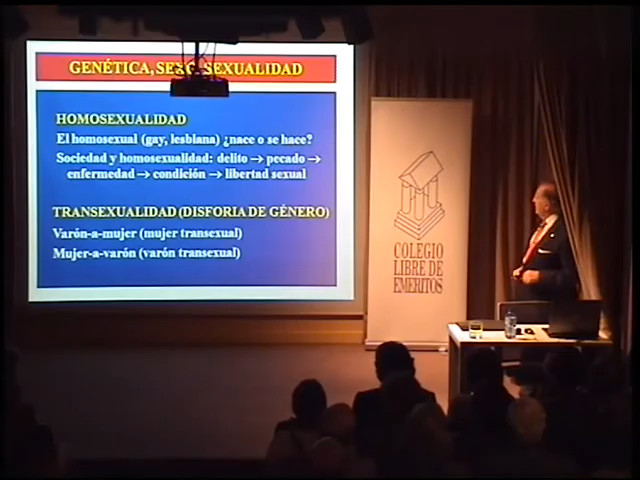 GENÉTICA, SEXO, SEXUALIDAD
HOMOSEXUALIDAD
El homosexual (gay, lesbiana) ¿nace o se hace?
Sociedad y homosexualidad: delito → pecado →
enfermedad → condición → libertad sexual
TRANSEXUALIDAD (DISFORIA DE GÉNERO)
Varón-a-mujer (mujer transexual)
Mujer-a-varón (varón transexual)
COLEGIO
LIBRE DE
EMERITOS